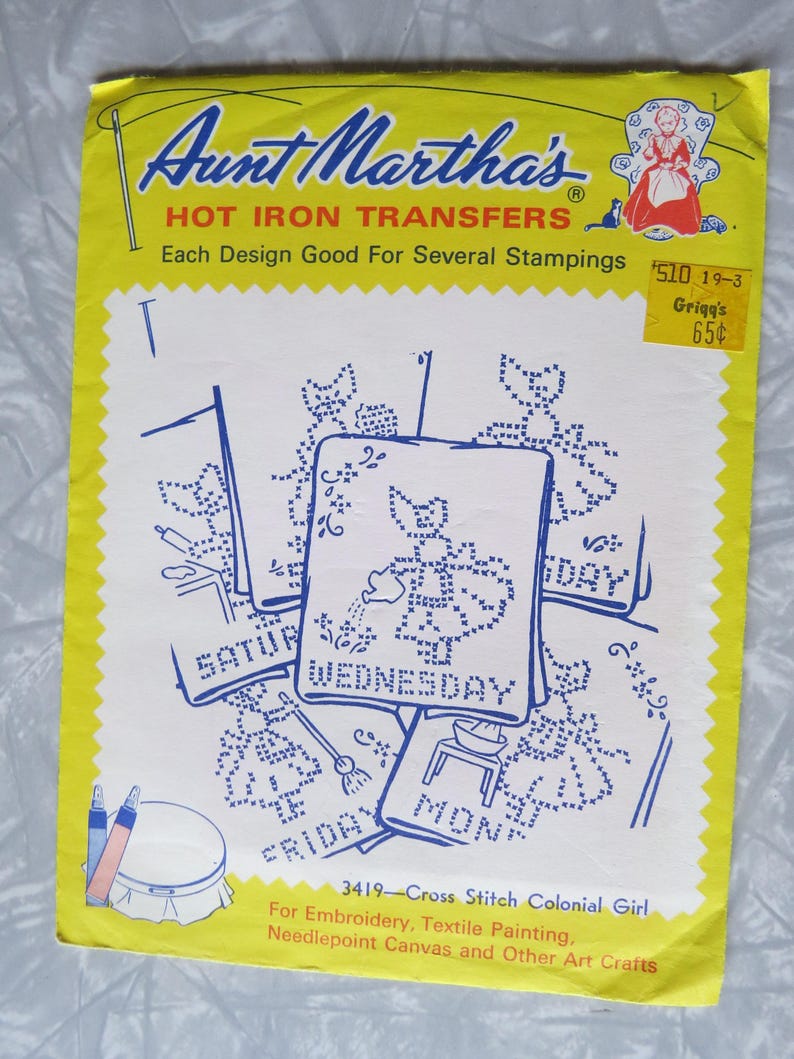 Aunt Martha's®
HOT IRON TRANSFERS
Each Design Good For Several Stampings
510 19-3
Grigg's
65¢
SDAY
SATUR
WEDNESDAY
FRIDAY
MON
3419—Cross Stitch Colonial Girl
For Embroidery, Textile Painting,
Needlepoint Canvas and Other Art Crafts